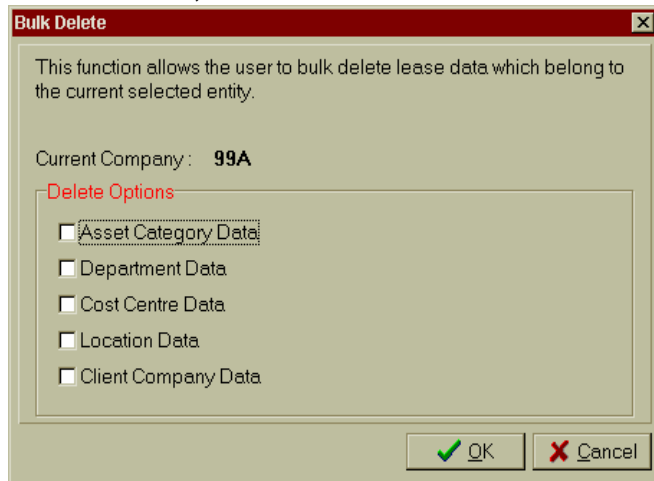 Bulk Delete
This function allows the user to bulk delete lease data which belong to
the current selected entity.
Current Company : 99A
Delete Options
Asset Category Data
Department Data
Cost Centre Data
Location Data
Client Company Data
OK Cancel